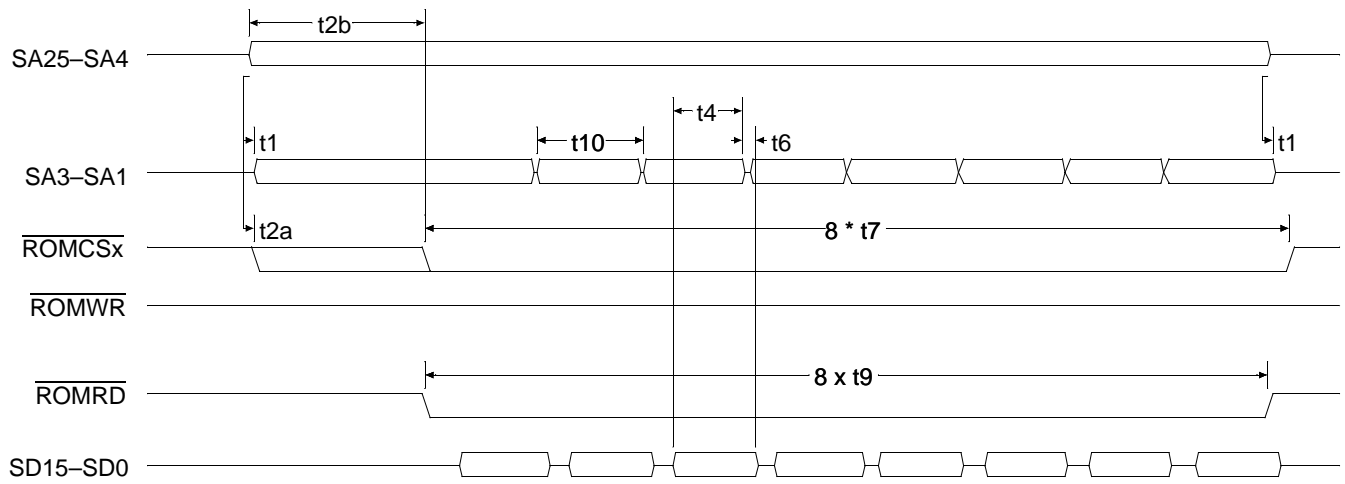 t2b
SA25–SA4
t4
t1
t10
t6
t1
SA3–SA1
t2a
8 * t7
ROMCSx
ROMWR
8 x t9
ROMRD
SD15–SD0